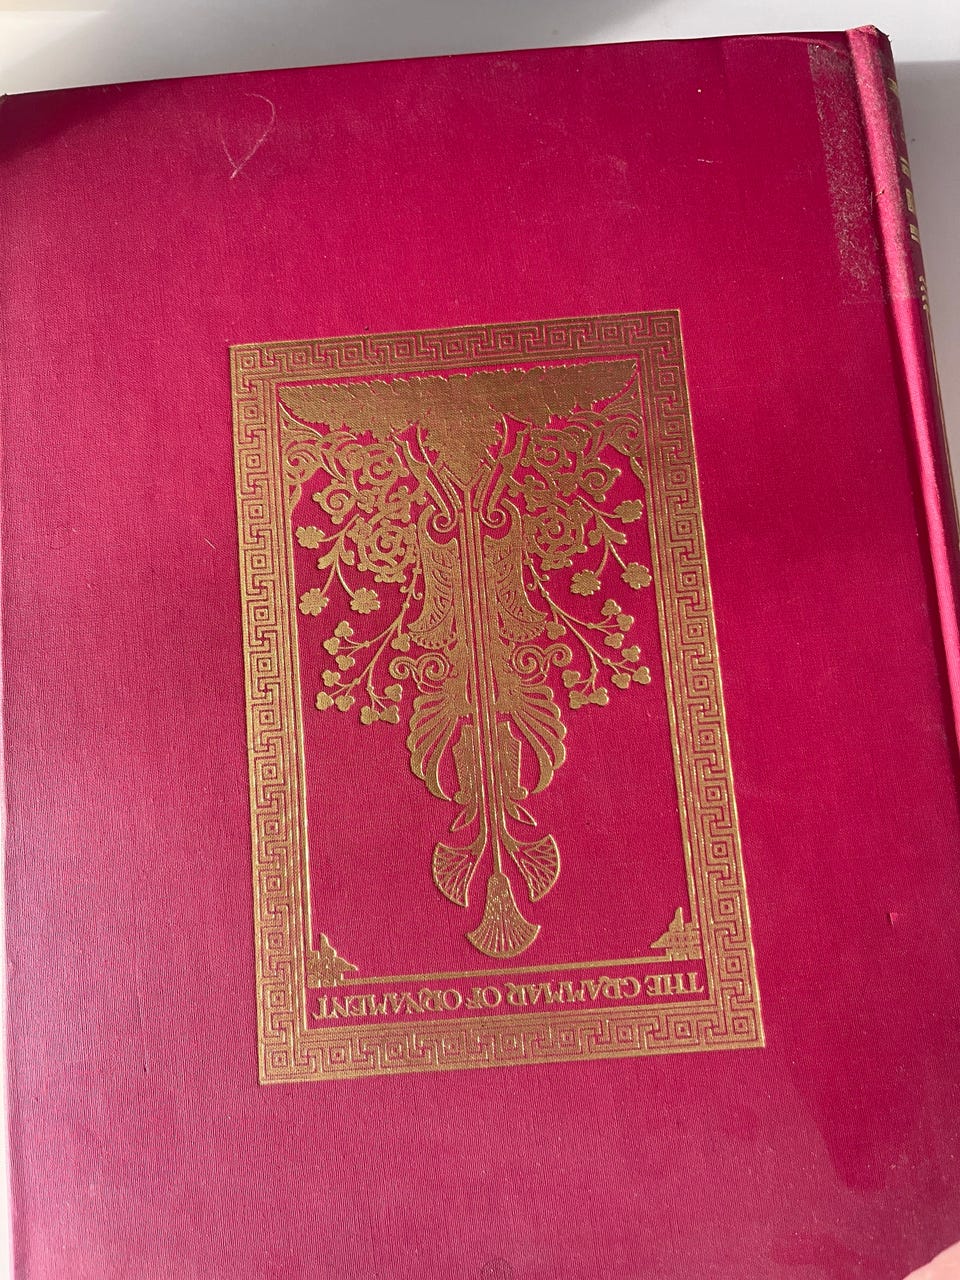 THE GRAMMAR OF ORNAMENT